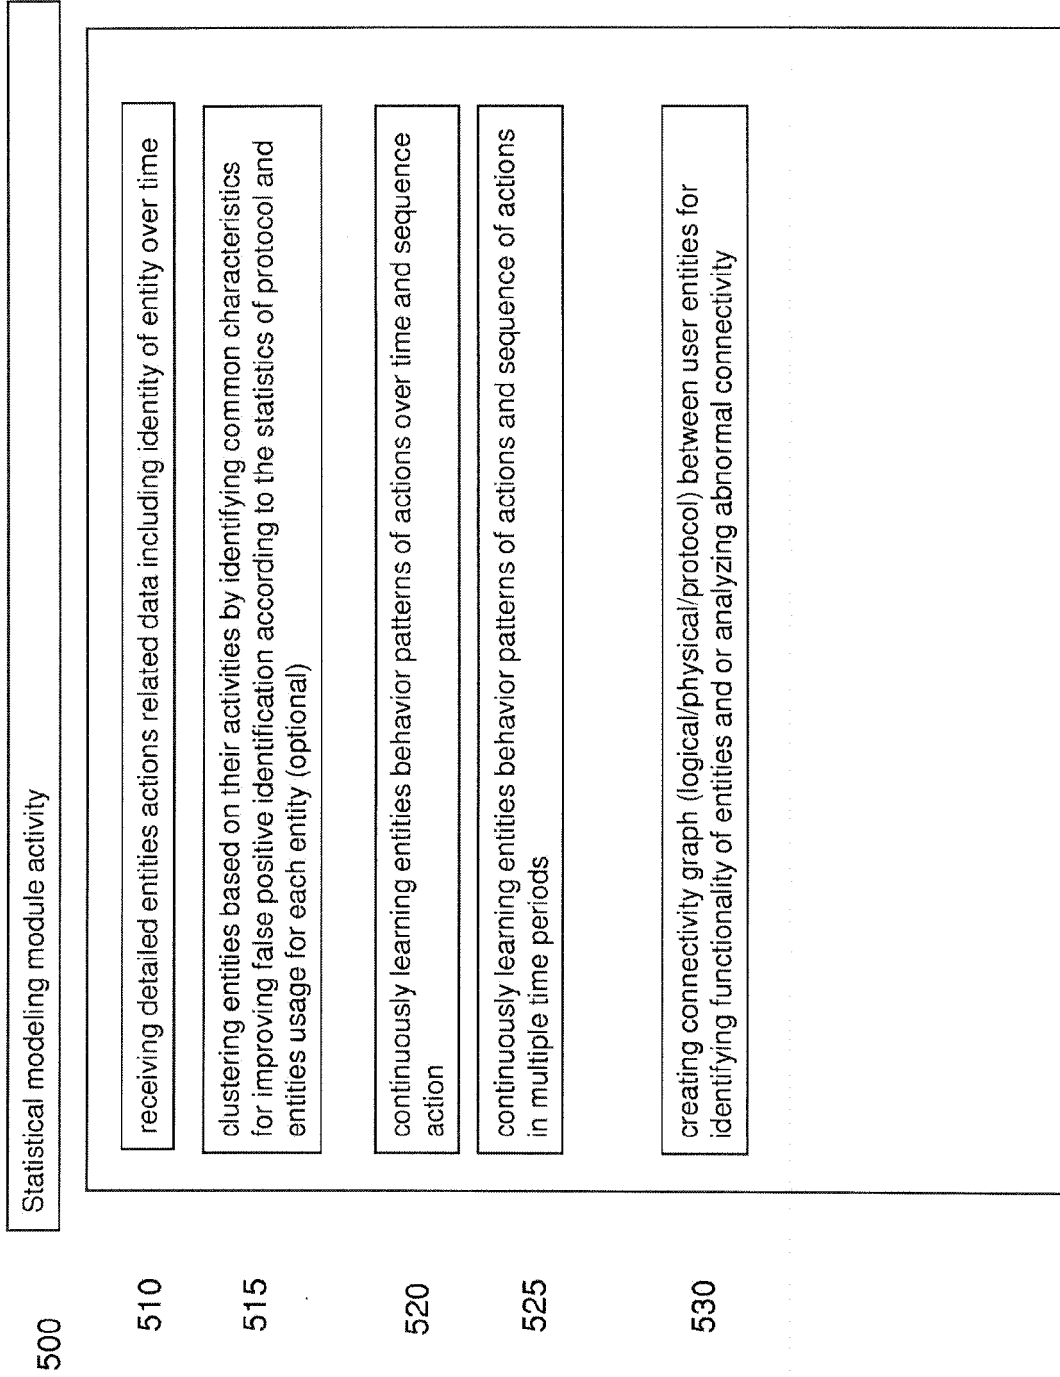 500
Statistical modeling module activity
510
receiving detailed entities actions related data including identity of entity over time
515
clustering entities based on their activities by identifying common characteristics
for improving false positive identification according to the statistics of protocol and
entities usage for each entity (optional)
520
continuously learning entities behavior patterns of actions over time and sequence
action
525
continuously learning entities behavior patterns of actions and sequence of actions
in multiple time periods
530
creating connectivity graph (logical/physical/protocol) between user entities for
identifying functionality of entities and or analyzing abnormal connectivity